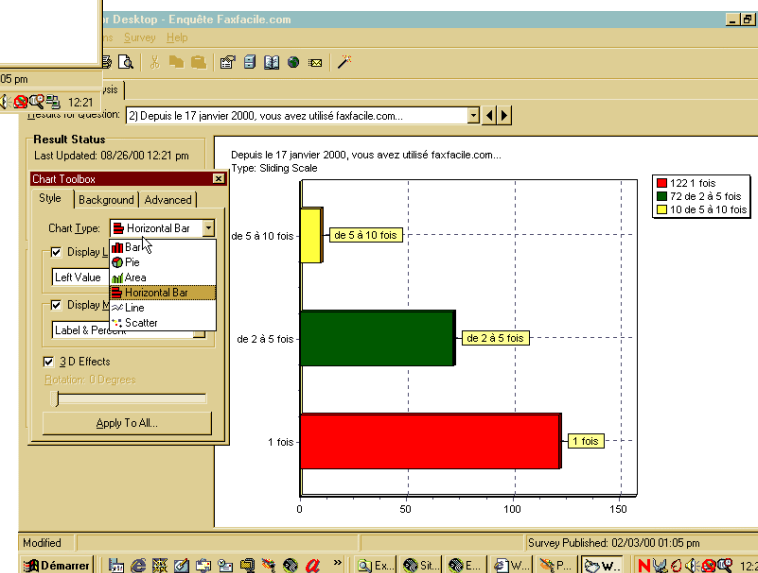 or Desktop - Enquête Faxfacile.com
ns Survey Help
05 pm
12:21
ysis
Results for question: 2) Depuis le 17 janvier 2000, vous avez utilisé faxfacile.com...
Result Status
Last Updated: 08/26/00 12:21 pm
Chart Toolbox
Style Background Advanced
Chart Type: Horizontal Bar
Bar
Pie
Area
Horizontal Bar
Line
Scatter
Display L
Left Value
Display M
Label & Percent
3D Effects
Rotation: 0 Degrees
Apply To All...
Depuis le 17 janvier 2000, vous avez utilisé faxfacile.com...
Type: Sliding Scale
122 1 fois
72 de 2 à 5 fois
10 de 5 à 10 fois
de 5 à 10 fois de 5 à 10 fois
de 2 à 5 fois de 2 à 5 fois
1 fois 1 fois
0 50 100 150
Modified Survey Published: 02/03/00 01:05 pm
Démarrer » Ex... Sit... E... W... P... W.. 12:2